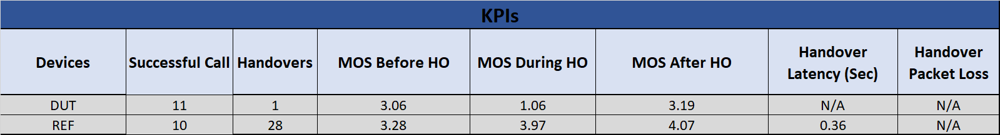 KPIs
Devices Successful Call Handovers MOS Before HO MOS During HO MOS After HO Handover Latency (Sec) Handover Packet Loss
DUT 11 1 3.06 1.06 3.19 N/A N/A
REF 10 28 3.28 3.97 4.07 0.36 N/A